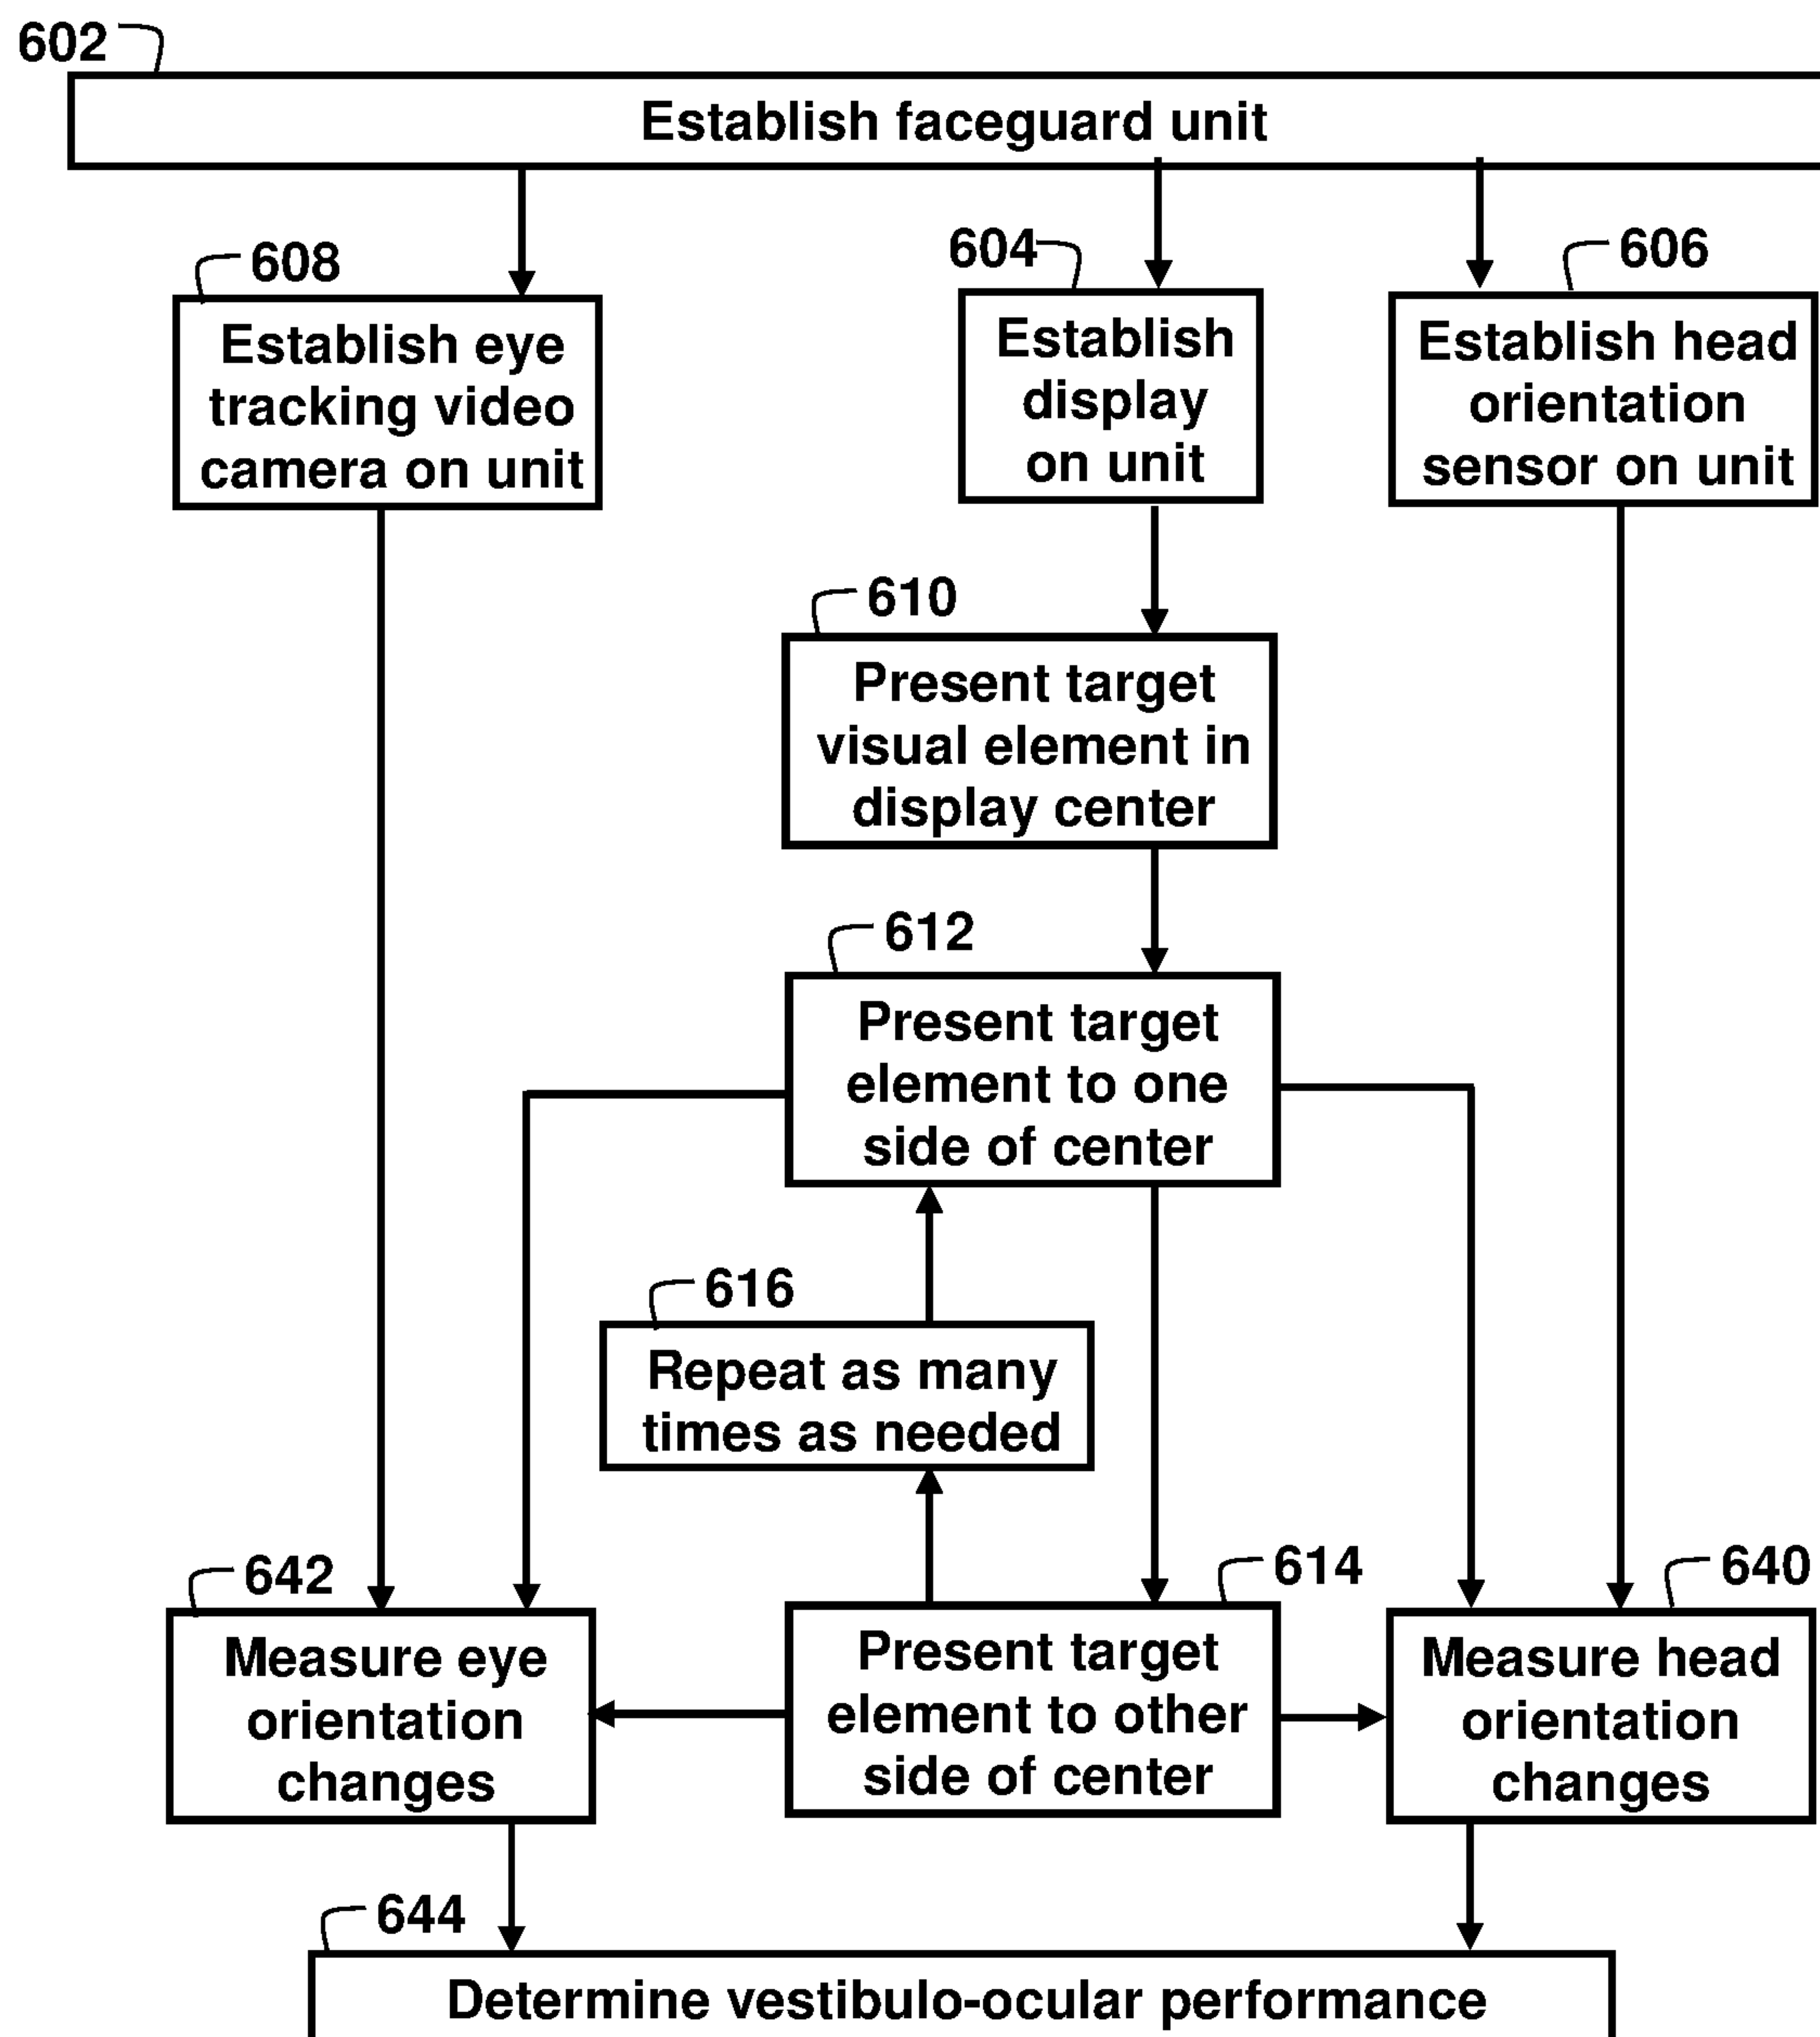 602
Establish faceguard unit
608
604
606
Establish eye
tracking video
camera on unit
Establish
display
on unit
Establish head
orientation
sensor on unit
610
Present target
visual element in
display center
612
Present target
element to one
side of center
616
Repeat as many
times as needed
642
614
640
Measure eye
orientation
changes
Present target
element to other
side of center
Measure head
orientation
changes
644
Determine vestibulo-ocular performance